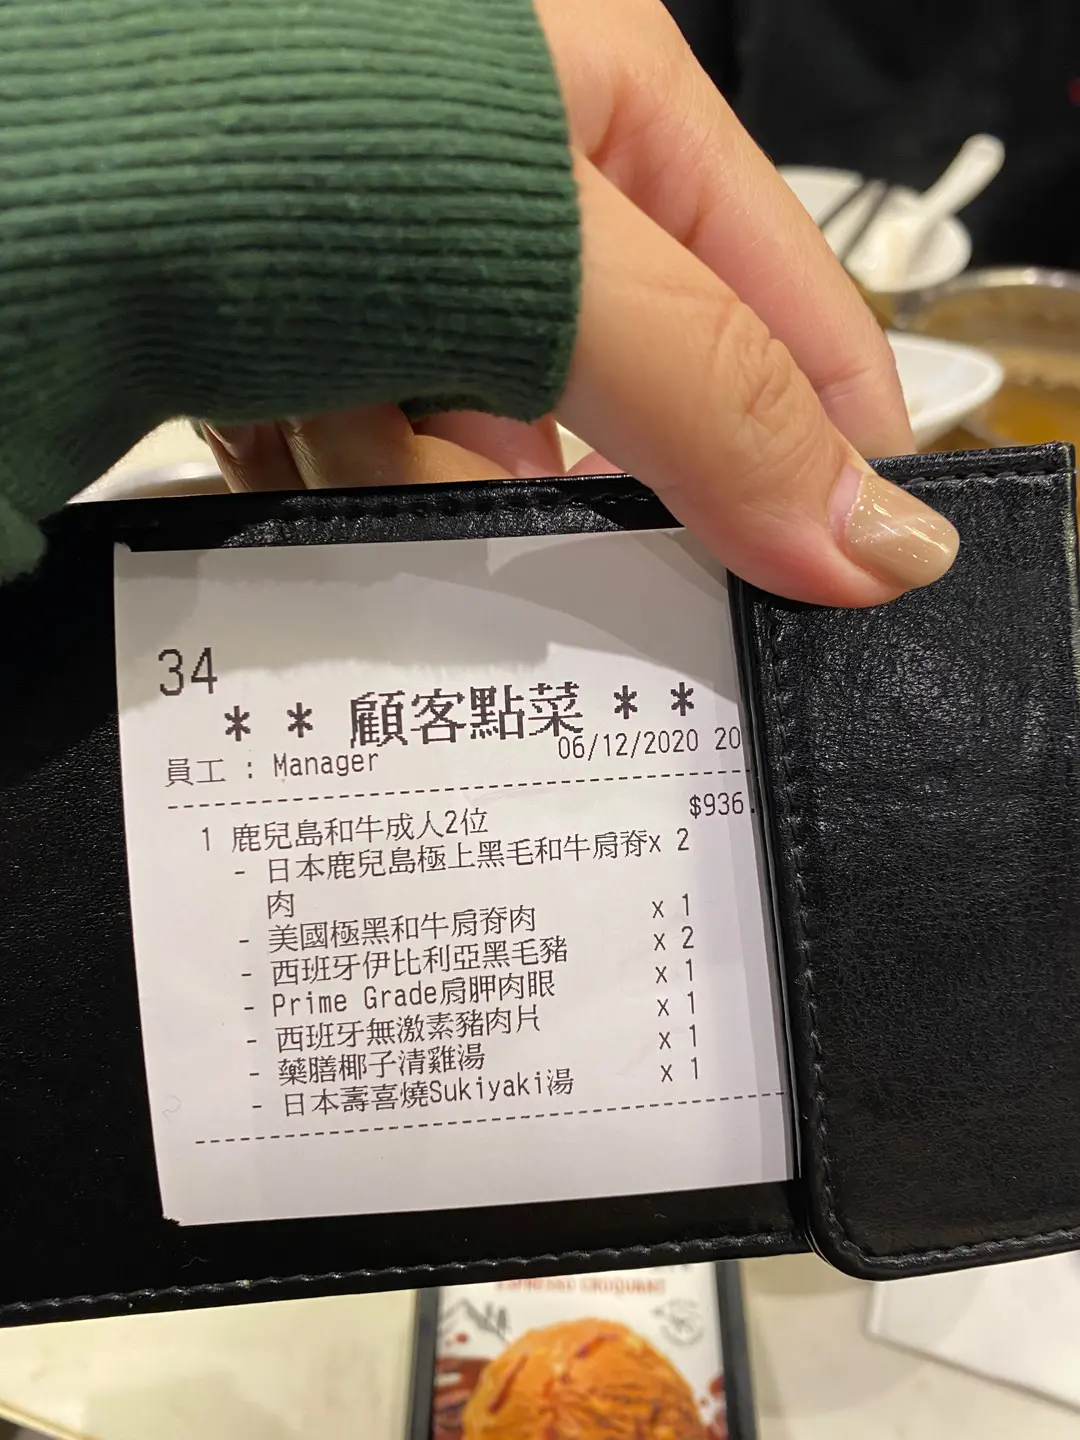 34
* * 顧客點菜 * *
員工 : Manager 06/12/2020 20
1 鹿兒島和牛成人2位 $936.
- 日本鹿兒島極上黑毛和牛肩脊x 2
肉
- 美國極黑和牛肩脊肉 x 1
- 西班牙伊比利亞黑毛豬 x 2
- Prime Grade肩胛肉眼 x 1
- 西班牙無激素豬肉片 x 1
- 藥膳椰子清雞湯 x 1
- 日本壽喜燒Sukiyaki湯 x 1